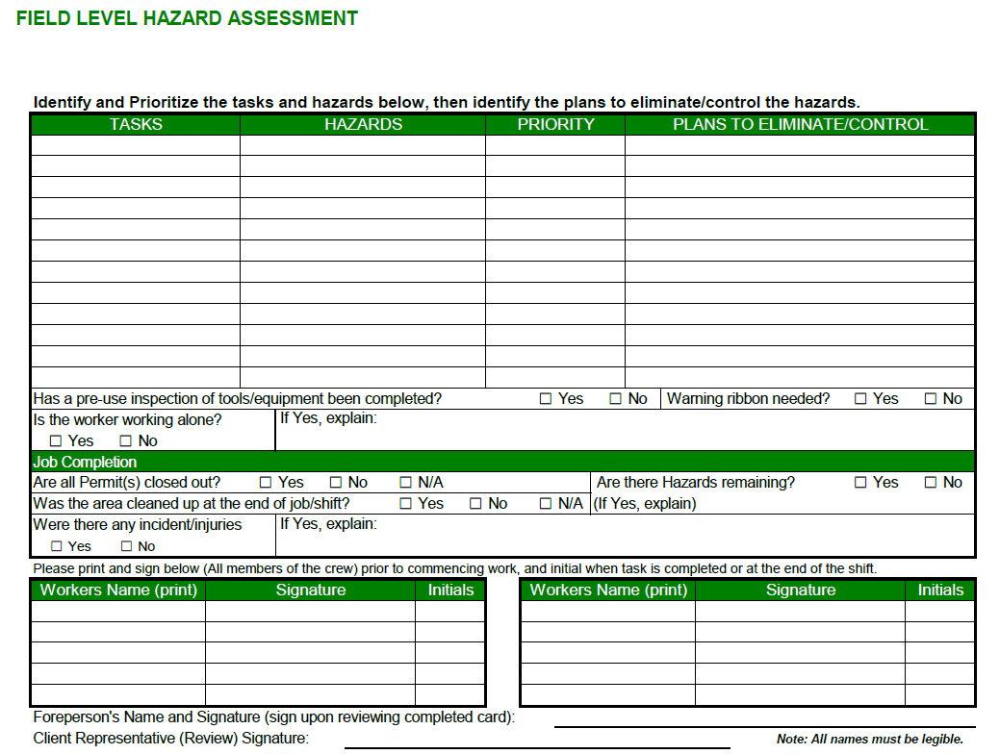 FIELD LEVEL HAZARD ASSESSMENT
Identify and Prioritize the tasks and hazards below, then identify the plans to eliminate/control the hazards.
TASKS HAZARDS PRIORITY PLANS TO ELIMINATE/CONTROL
Has a pre-use inspection of tools/equipment been completed? ☐ Yes ☐ No Warning ribbon needed? ☐ Yes ☐ No
Is the worker working alone? If Yes, explain:
☐ Yes ☐ No
Job Completion
Are all Permit(s) closed out? ☐ Yes ☐ No ☐ N/A Are there Hazards remaining? ☐ Yes ☐ No
Was the area cleaned up at the end of job/shift? ☐ Yes ☐ No ☐ N/A (If Yes, explain)
Were there any incident/injuries If Yes, explain:
☐ Yes ☐ No
Please print and sign below (All members of the crew) prior to commencing work, and initial when task is completed or at the end of the shift.
Workers Name (print) Signature Initials Workers Name (print) Signature Initials
Foreperson's Name and Signature (sign upon reviewing completed card):
Client Representative (Review) Signature: Note: All names must be legible.